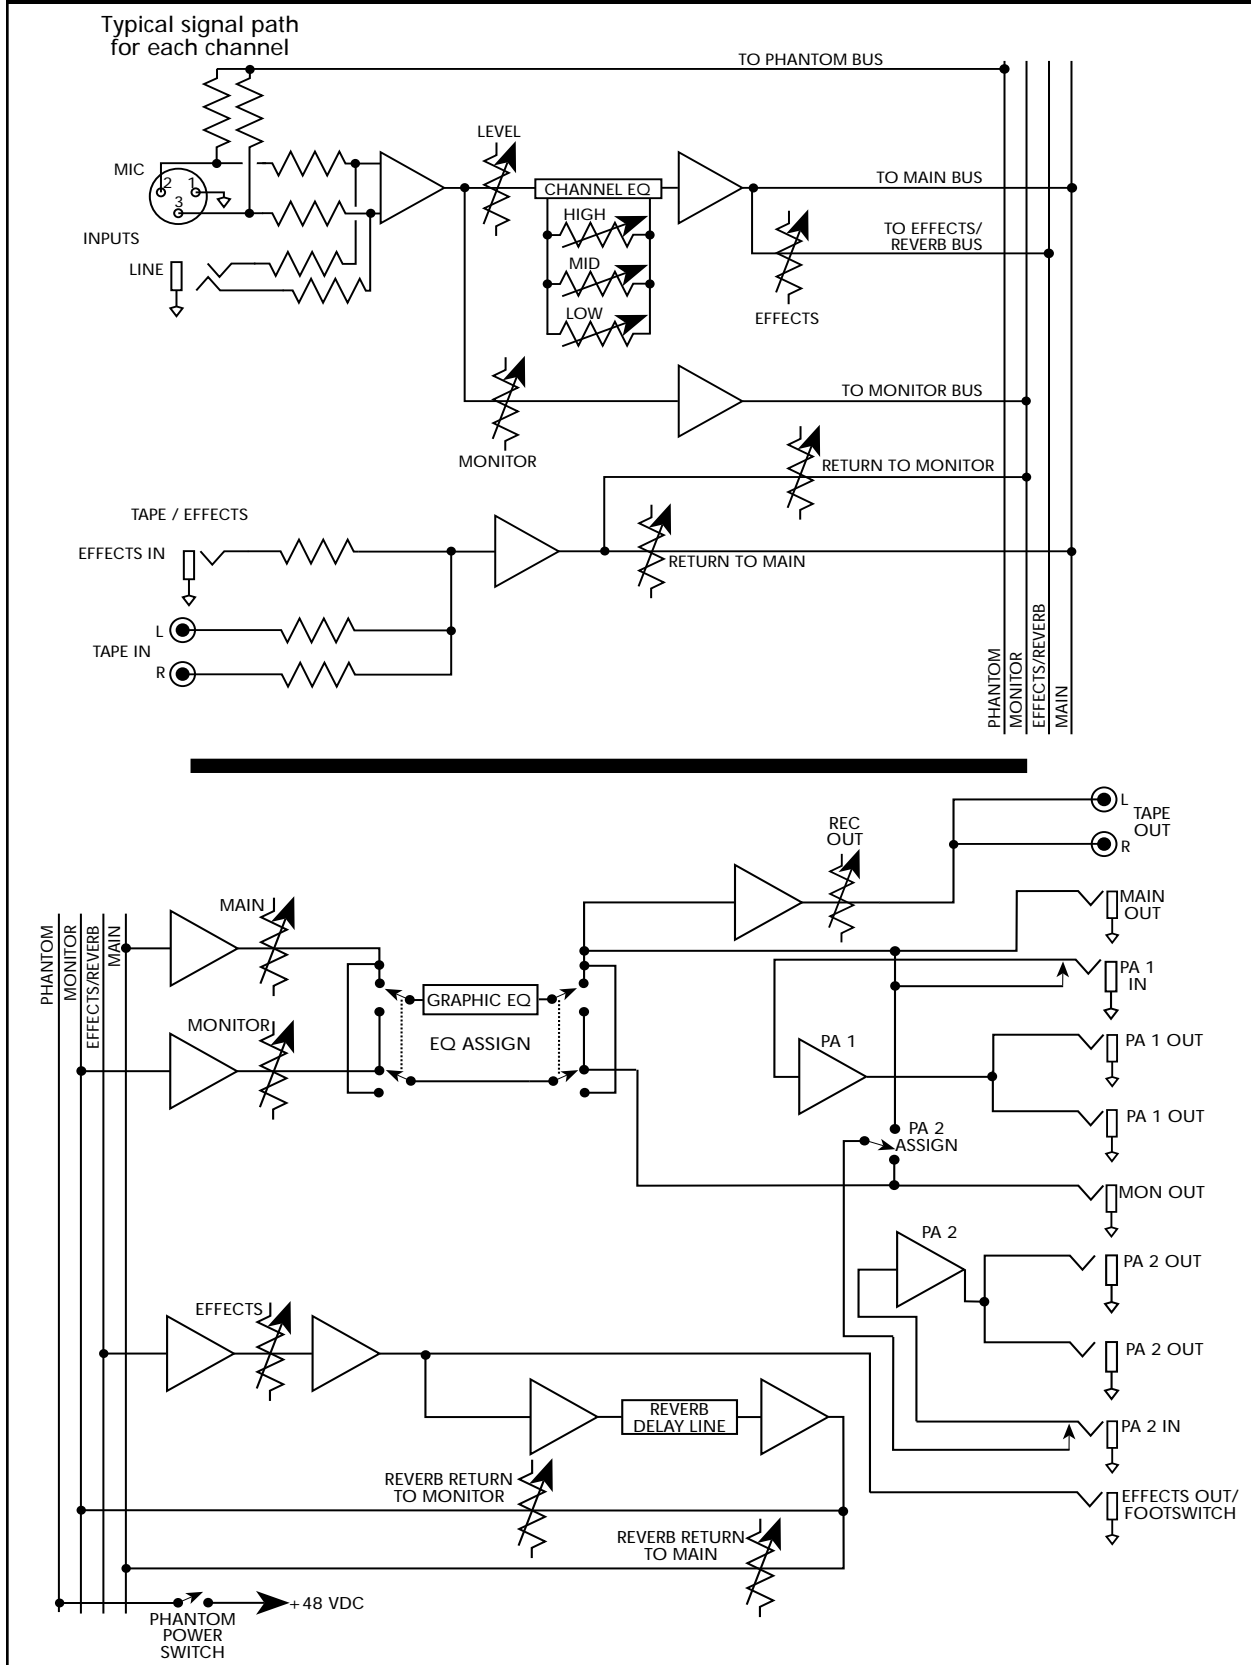 Typical signal path
for each channel
TO PHANTOM BUS
LEVEL
MIC
2
1
3
CHANNEL EQ
TO MAIN BUS
HIGH
INPUTS
TO EFFECTS/
REVERB BUS
LINE
MID
LOW
EFFECTS
TO MONITOR BUS
MONITOR
RETURN TO MONITOR
TAPE / EFFECTS
EFFECTS IN
RETURN TO MAIN
L
TAPE IN
R
PHANTOM
MONITOR
EFFECTS/REVERB
MAIN
L
TAPE
OUT
R
REC
OUT
MAIN
MAIN
OUT
PHANTOM
MONITOR
EFFECTS/REVERB
MAIN
PA 1
IN
GRAPHIC EQ
MONITOR
EQ ASSIGN
PA 1
PA 1 OUT
PA 1 OUT
PA 2
ASSIGN
MON OUT
PA 2
PA 2 OUT
EFFECTS
PA 2 OUT
REVERB
DELAY LINE
PA 2 IN
REVERB RETURN
TO MONITOR
EFFECTS OUT/
FOOTSWITCH
REVERB RETURN
TO MAIN
+48 VDC
PHANTOM
POWER
SWITCH